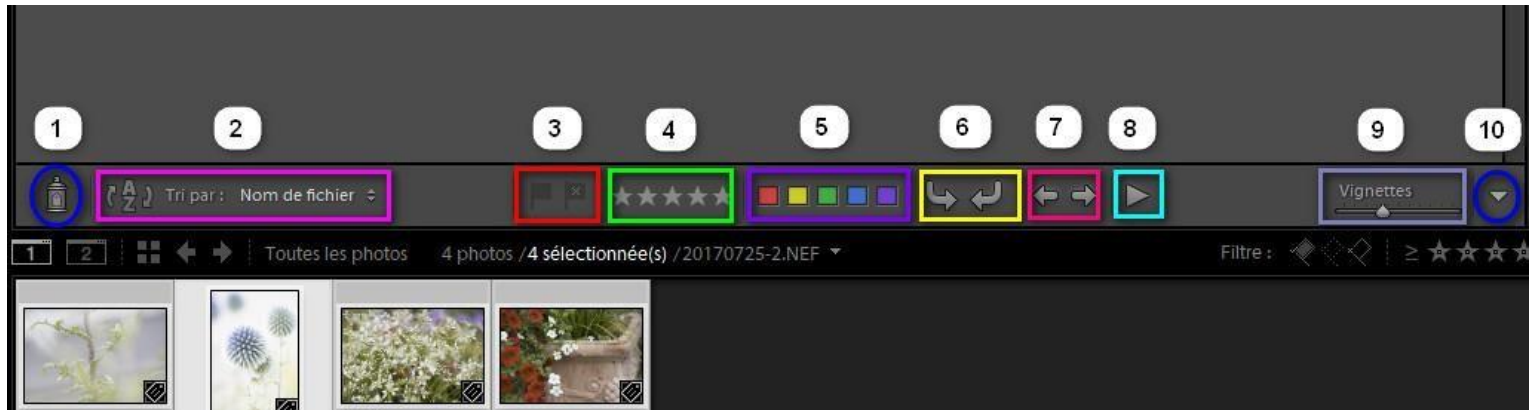 1 2 3 4 5 6 7 8 9 10
A Z Tri par : Nom de fichier Vignettes
1 2 Toutes les photos 4 photos /4 sélectionnée(s) /20170725-2.NEF Filtre : ≥